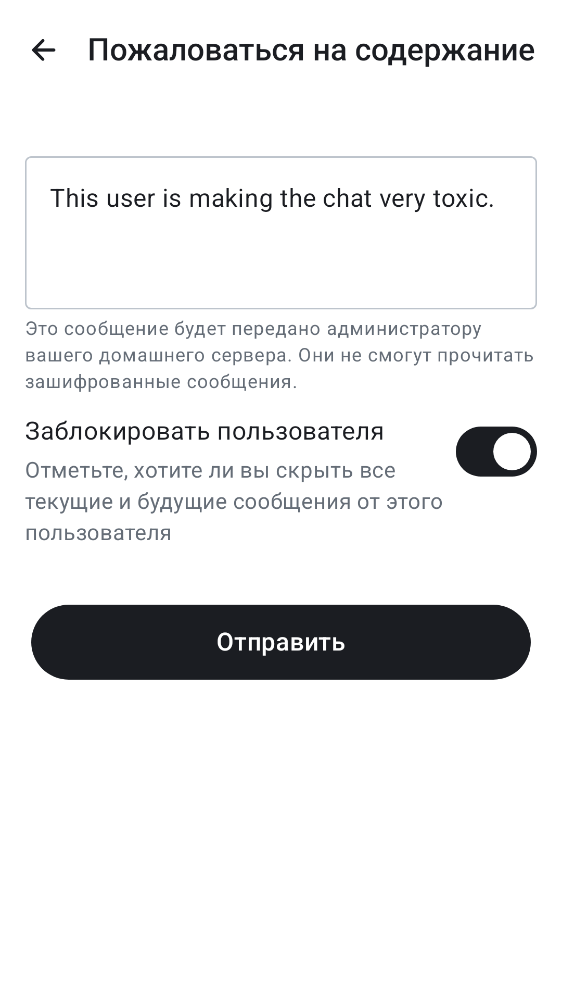 Пожаловаться на содержание
This user is making the chat very toxic.
Это сообщение будет передано администратору
вашего домашнего сервера. Они не смогут прочитать
зашифрованные сообщения.
Заблокировать пользователя
Отметьте, хотите ли вы скрыть все
текущие и будущие сообщения от этого
пользователя
Отправить